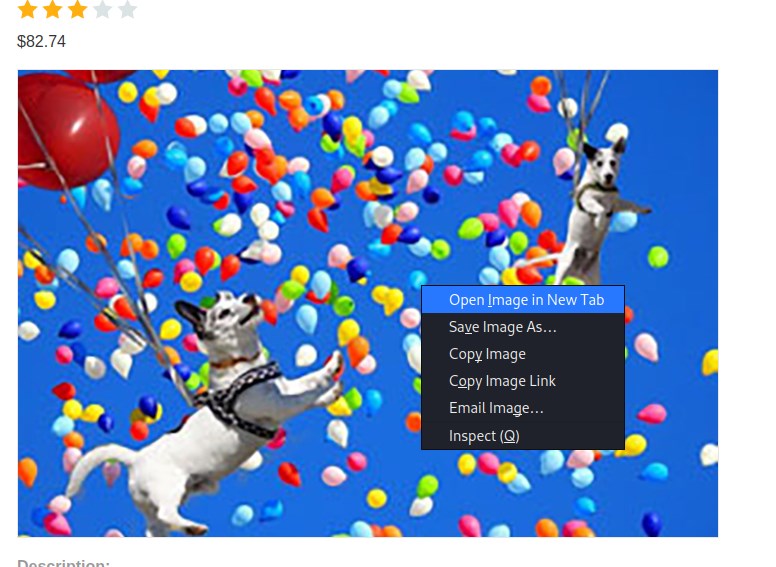 $82.74
Open Image in New Tab
Save Image As…
Copy Image
Copy Image Link
Email Image…
Inspect (Q)
Description: